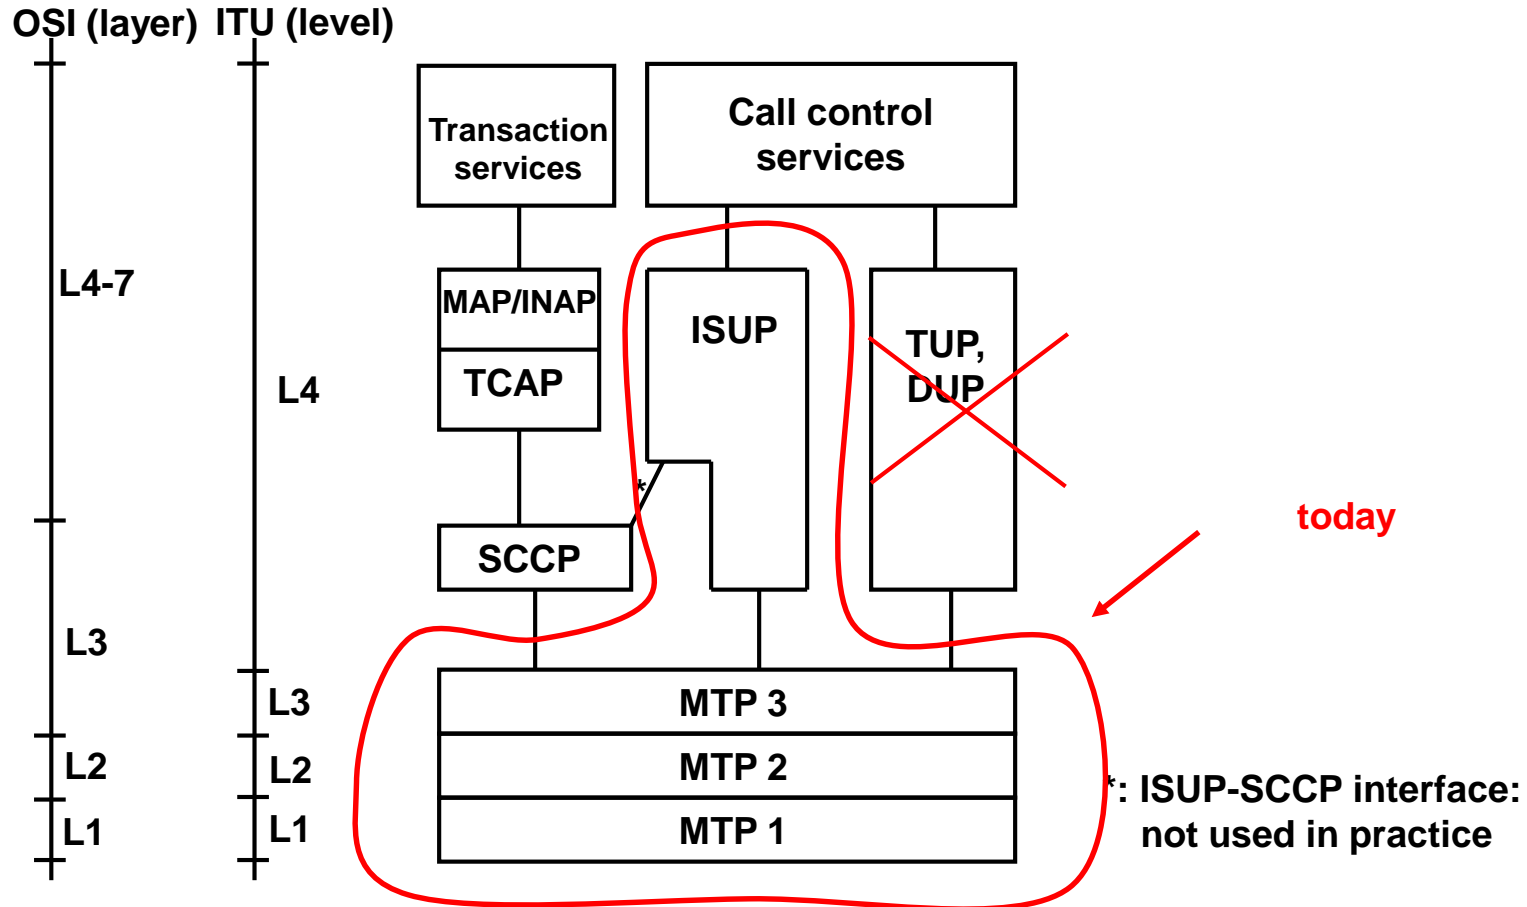 OSI (layer) ITU (level)
Transaction
services
Call control
services
L4-7
MAP/INAP
ISUP
TUP,
DUP
TCAP
L4
*
today
SCCP
L3
L3
MTP 3
L2
L2
MTP 2
*: ISUP-SCCP interface:
not used in practice
L1
L1
MTP 1